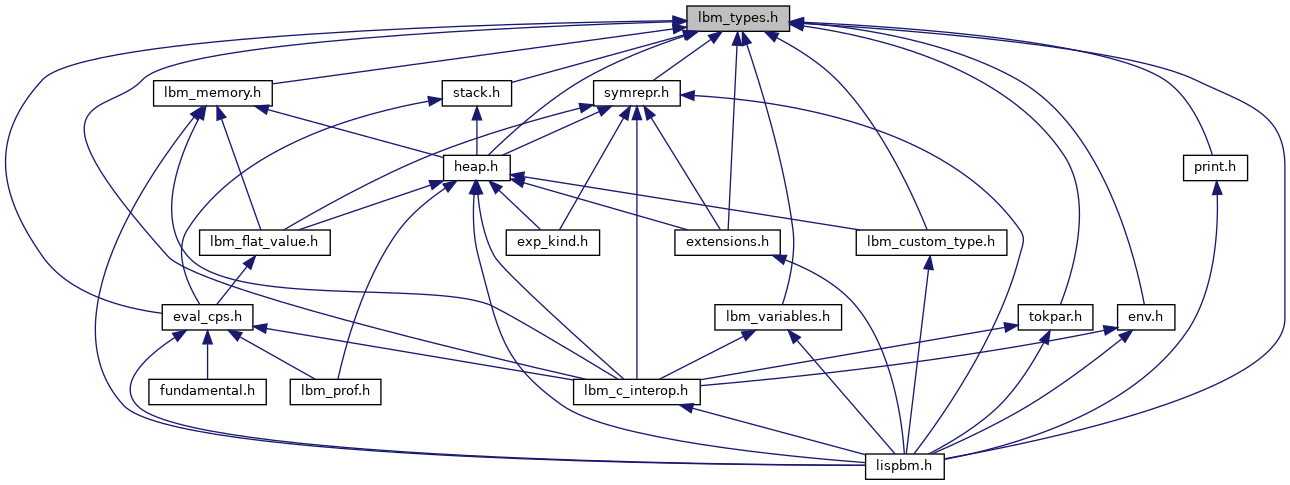 lbm_types.h
lbm_memory.h
stack.h
symrepr.h
heap.h
print.h
lbm_flat_value.h
exp_kind.h
extensions.h
lbm_custom_type.h
eval_cps.h
lbm_variables.h
tokpar.h
env.h
fundamental.h
lbm_prof.h
lbm_c_interop.h
lispbm.h